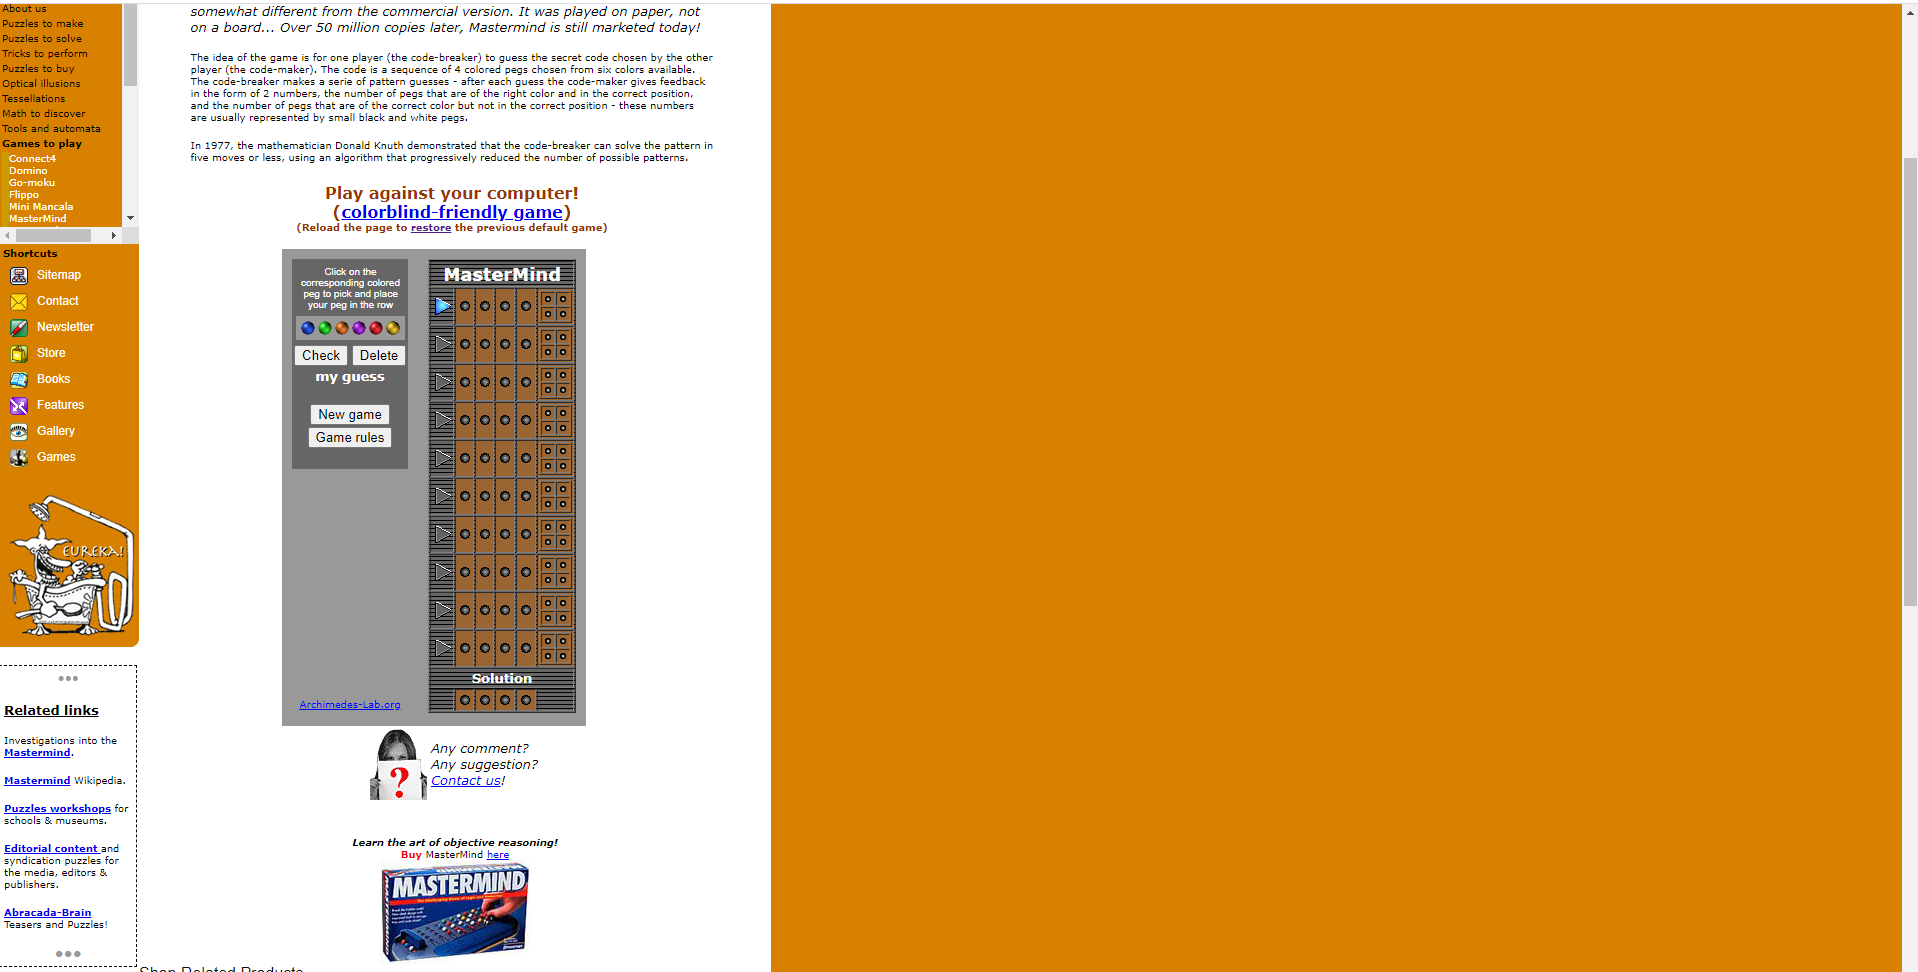 About us
Puzzles to make
Puzzles to solve
Tricks to perform
Puzzles to buy
Optical illusions
Tessellations
Math to discover
Tools and automata
Games to play
Connect4
Domino
Go-moku
Flippo
Mini Mancala
MasterMind
Shortcuts
Sitemap
Contact
Newsletter
Store
Books
Features
Gallery
Games
EUREKA!
Related links
Investigations into the
Mastermind.
Mastermind Wikipedia.
Puzzles workshops for
schools & museums.
Editorial content and
syndication puzzles for
the media, editors &
publishers.
Abracada-Brain
Teasers and Puzzles!
somewhat different from the commercial version. It was played on paper, not
on a board... Over 50 million copies later, Mastermind is still marketed today!
The idea of the game is for one player (the code-breaker) to guess the secret code chosen by the other
player (the code-maker). The code is a sequence of 4 colored pegs chosen from six colors available.
The code-breaker makes a serie of pattern guesses - after each guess the code-maker gives feedback
in the form of 2 numbers, the number of pegs that are of the right color and in the correct position,
and the number of pegs that are of the correct color but not in the correct position - these numbers
are usually represented by small black and white pegs.
In 1977, the mathematician Donald Knuth demonstrated that the code-breaker can solve the pattern in
five moves or less, using an algorithm that progressively reduced the number of possible patterns.
Play against your computer!
(colorblind-friendly game)
(Reload the page to restore the previous default game)
Click on the
corresponding colored
peg to pick and place
your peg in the row
Check Delete
my guess
New game
Game rules
Archimedes-Lab.org
MasterMind
Solution
?
Any comment?
Any suggestion?
Contact us!
Learn the art of objective reasoning!
Buy MasterMind here
MASTERMIND
Shop Related Products